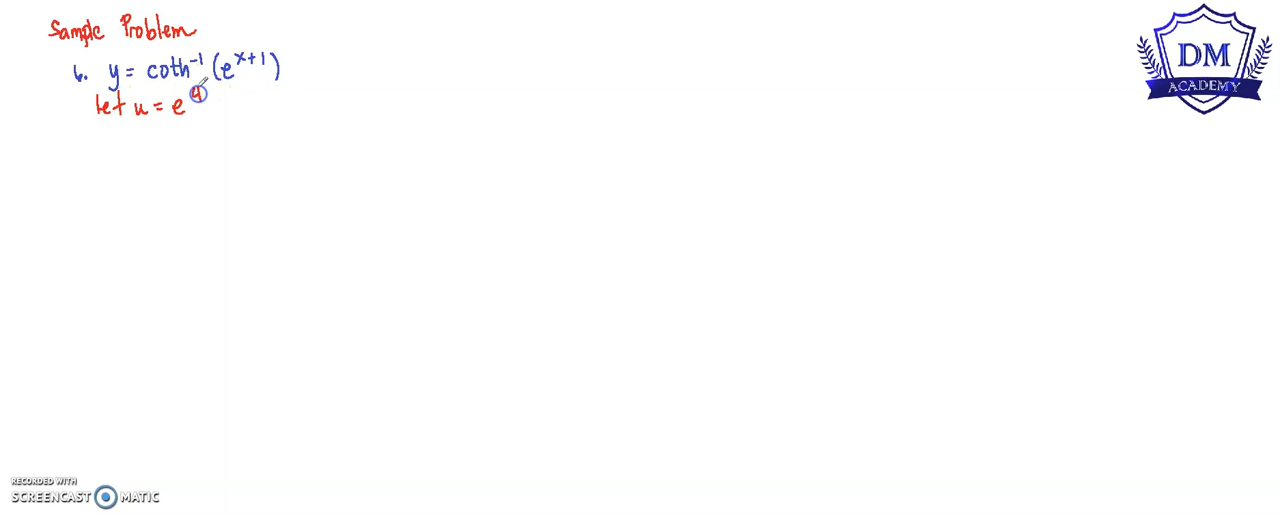 Sample Problem
6. y = coth⁻¹ (e^{x+1})
let u = e
DM
ACADEMY
RECORDED WITH
SCREENCAST MATIC